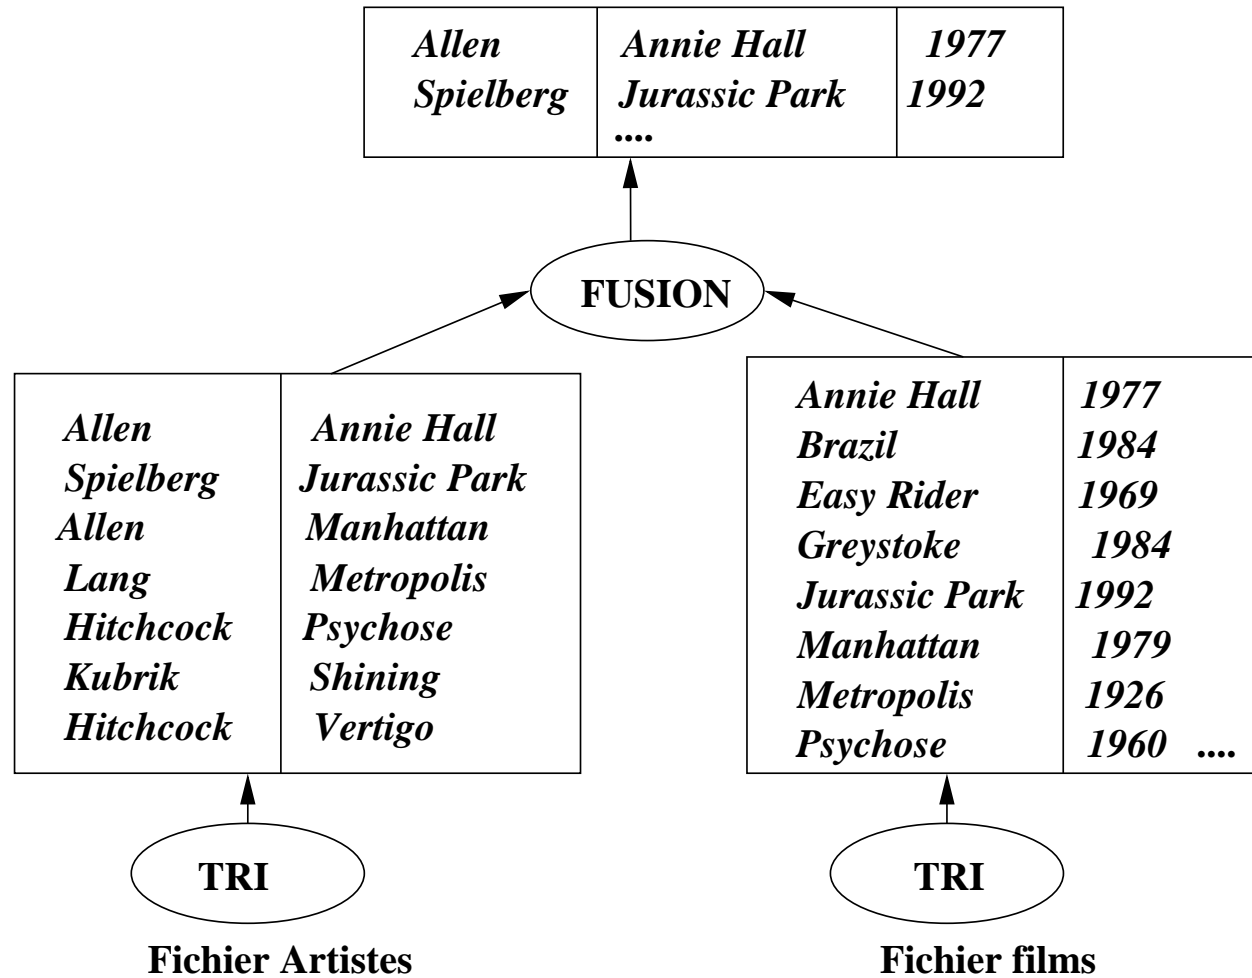 Allen Annie Hall 1977
Spielberg Jurassic Park 1992
....
FUSION
Allen Annie Hall
Spielberg Jurassic Park
Allen Manhattan
Lang Metropolis
Hitchcock Psychose
Kubrik Shining
Hitchcock Vertigo
Annie Hall 1977
Brazil 1984
Easy Rider 1969
Greystoke 1984
Jurassic Park 1992
Manhattan 1979
Metropolis 1926
Psychose 1960 ....
TRI
TRI
Fichier Artistes
Fichier films